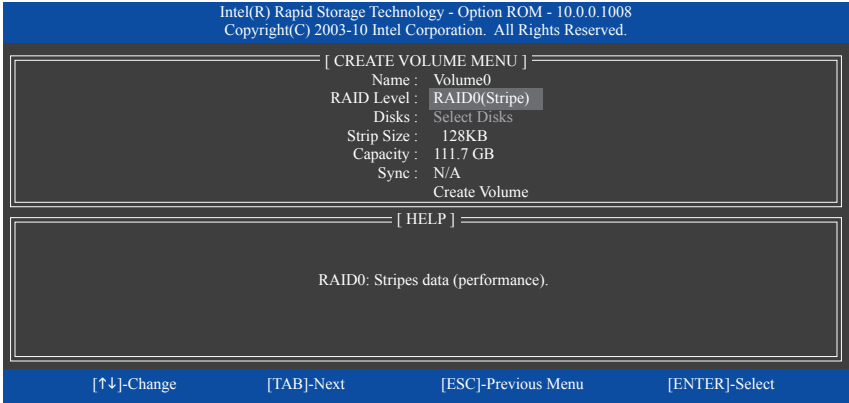 Intel(R) Rapid Storage Technology - Option ROM - 10.0.0.1008
Copyright(C) 2003-10 Intel Corporation. All Rights Reserved.
[ CREATE VOLUME MENU ]
Name : Volume0
RAID Level : RAID0(Stripe)
Disks : Select Disks
Strip Size : 128KB
Capacity : 111.7 GB
Sync : N/A
Create Volume
[ HELP ]
RAID0: Stripes data (performance).
[↑↓]-Change [TAB]-Next [ESC]-Previous Menu [ENTER]-Select